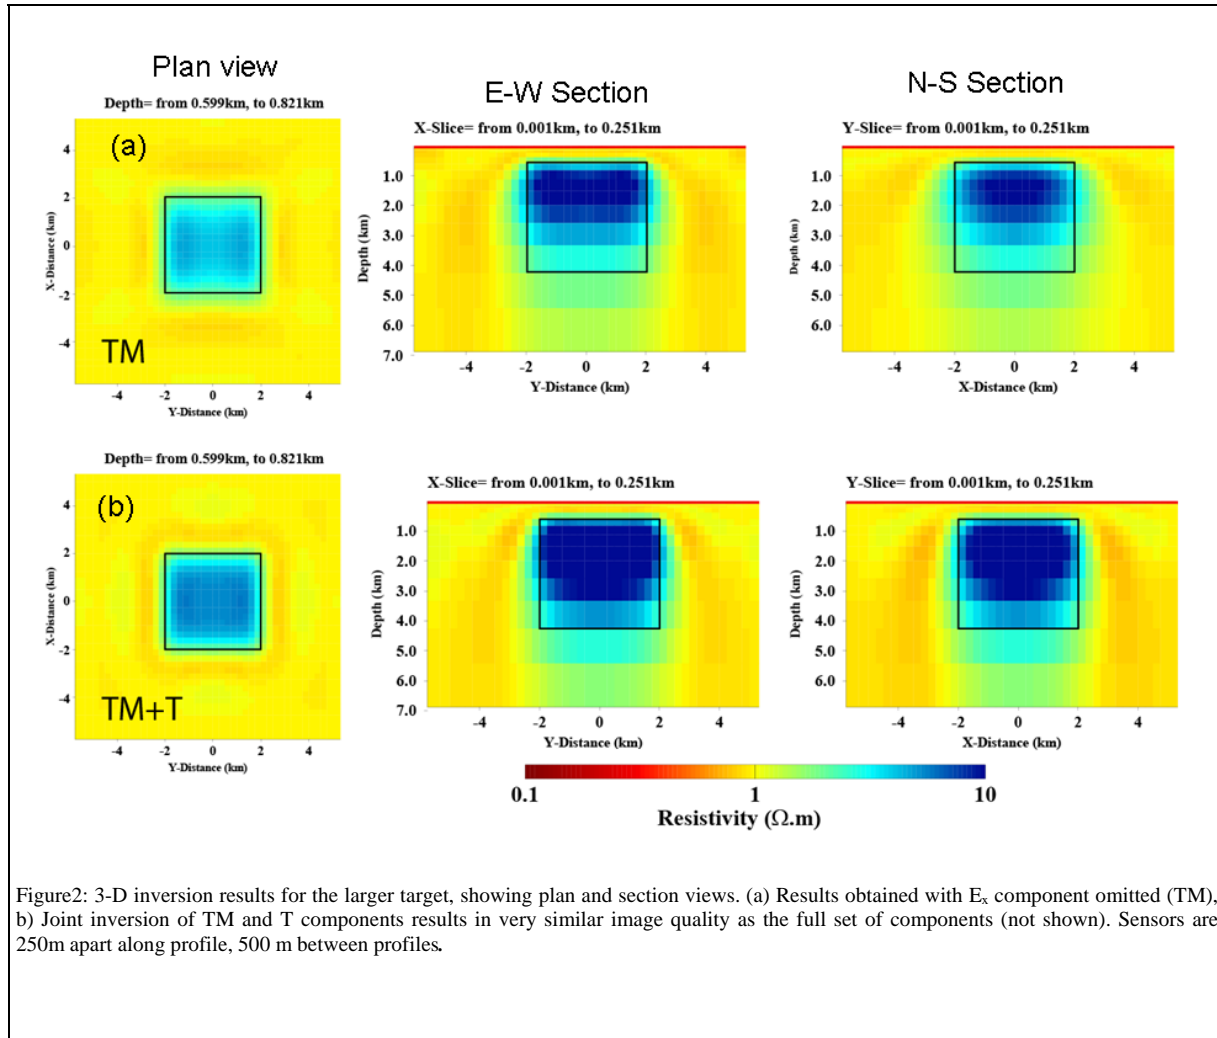 Plan view
E-W Section
N-S Section
Depth= from 0.599km, to 0.821km
X-Slice= from 0.001km, to 0.251km
Y-Slice= from 0.001km, to 0.251km
(a)
TM
4
2
0
-2
-4
X-Distance (km)
-4 -2 0 2 4
Y-Distance (km)
1.0
2.0
3.0
4.0
5.0
6.0
7.0
Depth (km)
-4 -2 0 2 4
Y-Distance (km)
1.0
2.0
3.0
4.0
5.0
6.0
Depth (km)
-4 -2 0 2 4
X-Distance (km)
Depth= from 0.599km, to 0.821km
X-Slice= from 0.001km, to 0.251km
Y-Slice= from 0.001km, to 0.251km
(b)
TM+T
4
2
0
-2
-4
X-Distance (km)
-4 -2 0 2 4
Y-Distance (km)
1.0
2.0
3.0
4.0
5.0
6.0
7.0
Depth (km)
-4 -2 0 2 4
Y-Distance (km)
1.0
2.0
3.0
4.0
5.0
6.0
7.0
Depth (km)
-4 -2 0 2 4
X-Distance (km)
0.1 1 10
Resistivity (Ω.m)
Figure2: 3-D inversion results for the larger target, showing plan and section views. (a) Results obtained with Ex component omitted (TM),
b) Joint inversion of TM and T components results in very similar image quality as the full set of components (not shown). Sensors are
250m apart along profile, 500 m between profiles.